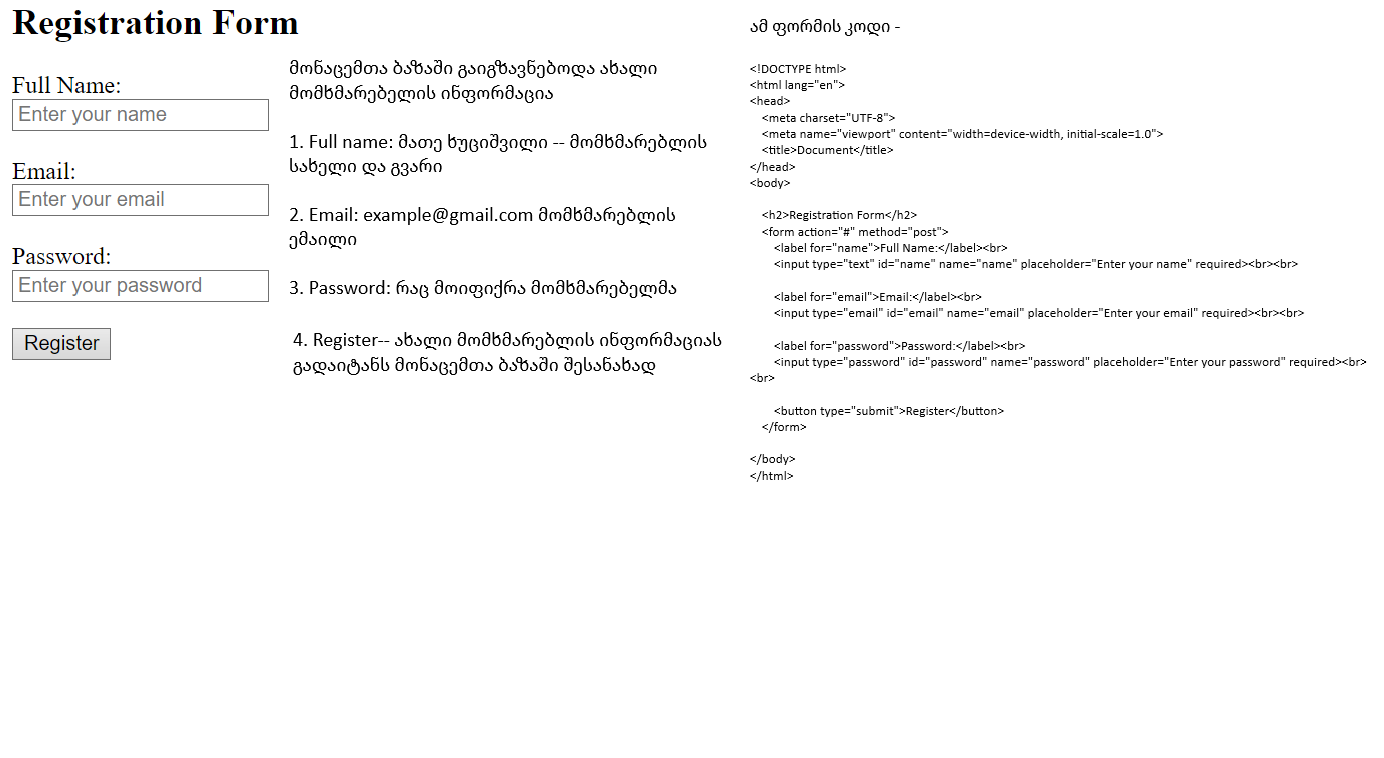 Registration Form
Full Name:
Enter your name
Email:
Enter your email
Password:
Enter your password
Register
მონაცემთა ბაზაში გაიგზავნებოდა ახალი
მომხმარებელის ინფორმაცია
1. Full name: მათე ხუციშვილი -- მომხმარებლის
სახელი და გვარი
2. Email: example@gmail.com მომხმარებლის
ემაილი
3. Password: რაც მოიფიქრა მომხმარებელმა
4. Register-- ახალი მომხმარებლის ინფორმაციას
გადაიტანს მონაცემთა ბაზაში შესანახად
ამ ფორმის კოდი -
<!DOCTYPE html>
<html lang="en">
<head>
    <meta charset="UTF-8">
    <meta name="viewport" content="width=device-width, initial-scale=1.0">
    <title>Document</title>
</head>
<body>
    <h2>Registration Form</h2>
    <form action="#" method="post">
        <label for="name">Full Name:</label><br>
        <input type="text" id="name" name="name" placeholder="Enter your name" required><br><br>
        <label for="email">Email:</label><br>
        <input type="email" id="email" name="email" placeholder="Enter your email" required><br><br>
        <label for="password">Password:</label><br>
        <input type="password" id="password" name="password" placeholder="Enter your password" required><br>
<br>
        <button type="submit">Register</button>
    </form>
</body>
</html>